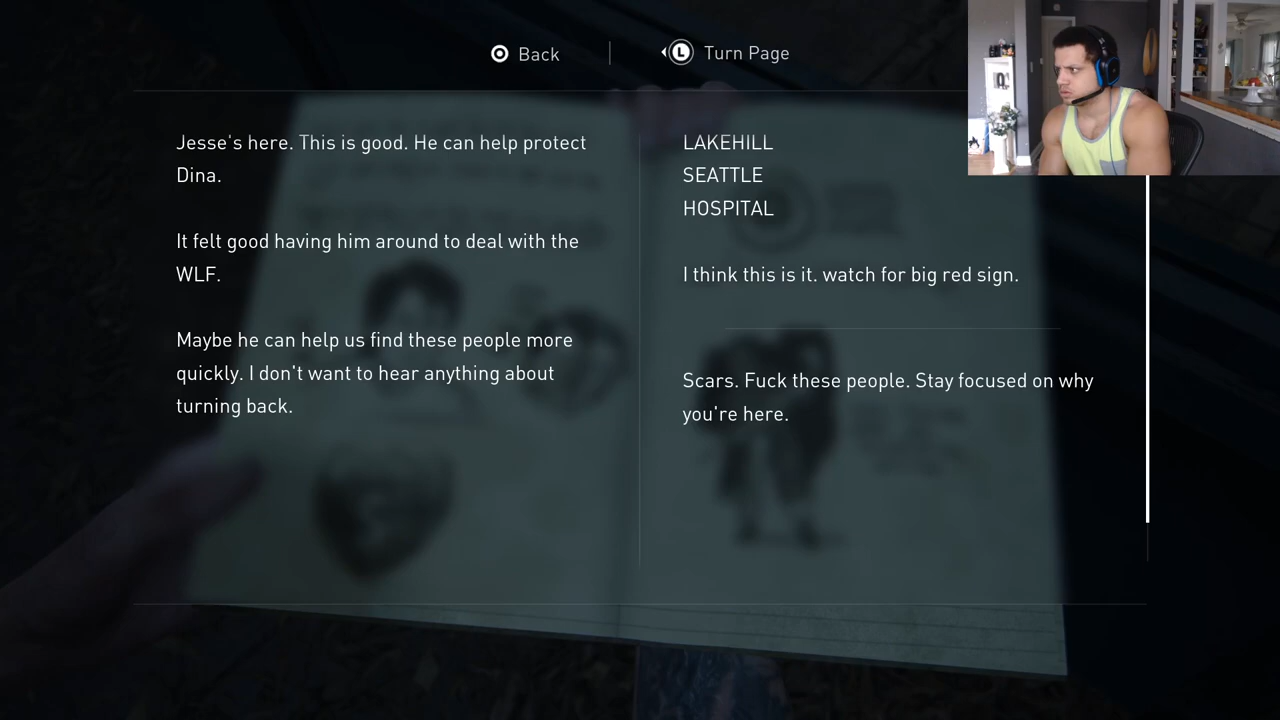 Back
L Turn Page
Jesse's here. This is good. He can help protect
Dina.
It felt good having him around to deal with the
WLF.
Maybe he can help us find these people more
quickly. I don't want to hear anything about
turning back.
LAKEHILL
SEATTLE
HOSPITAL
I think this is it. watch for big red sign.
Scars. Fuck these people. Stay focused on why
you're here.